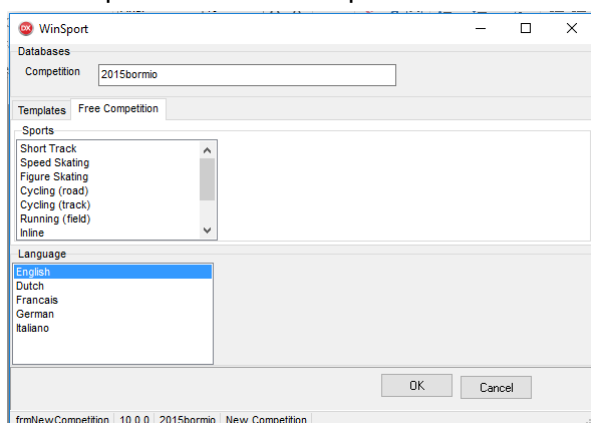 WinSport
Databases
Competition 2015bormio
Templates Free Competition
Sports
Short Track
Speed Skating
Figure Skating
Cycling (road)
Cycling (track)
Running (field)
Inline
Language
English
Dutch
Francais
German
Italiano
OK Cancel
frmNewCompetition 10.0.0 2015bormio New Competition